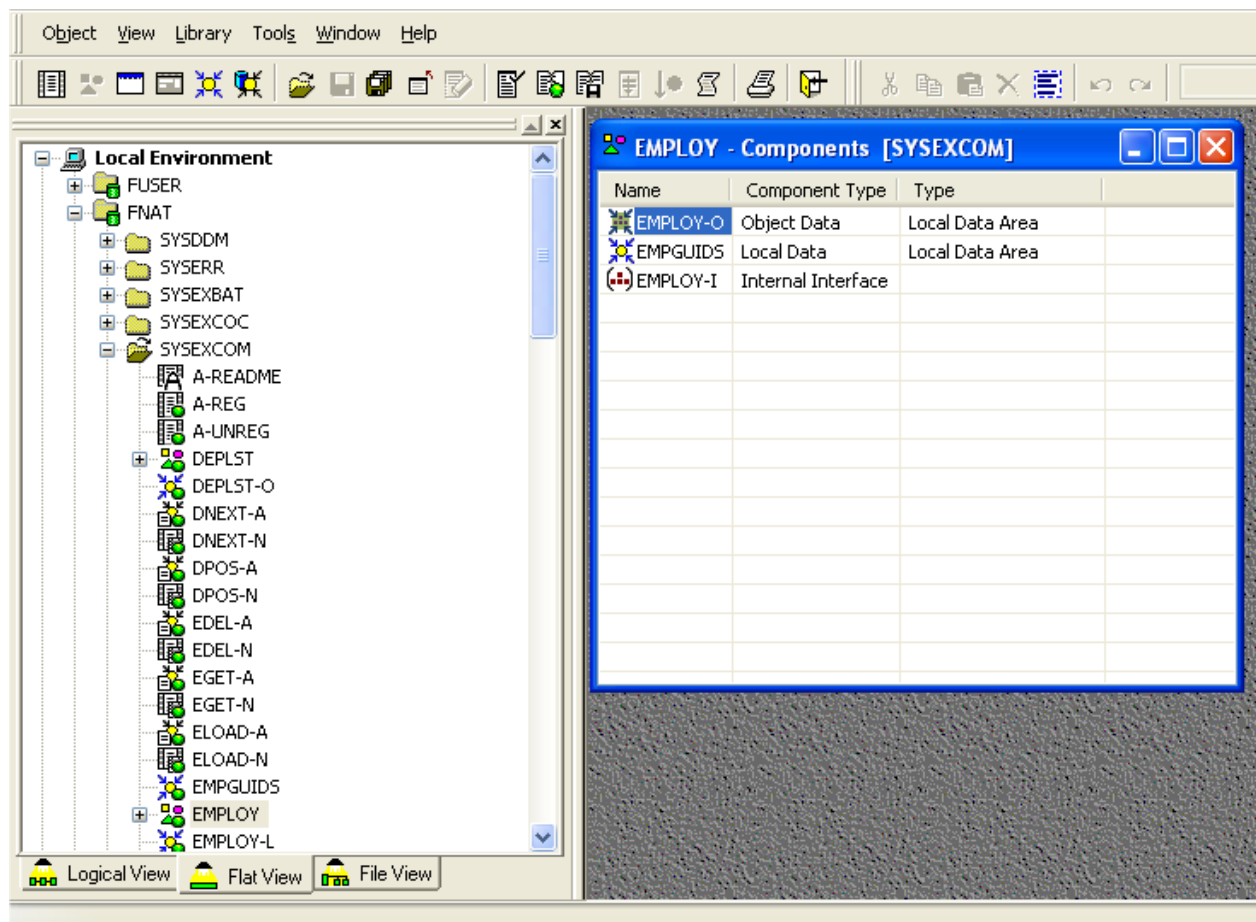 Object View Library Tools Window Help
Local Environment
FUSER
FNAT
SYSDDM
SYSERR
SYSEXBAT
SYSEXCOC
SYSEXCOM
A-README
A-REG
A-UNREG
DEPLST
DEPLST-O
DNEXT-A
DNEXT-N
DPOS-A
DPOS-N
EDEL-A
EDEL-N
EGET-A
EGET-N
ELOAD-A
ELOAD-N
EMPGUIDS
EMPLOY
EMPLOY-L
Logical View Flat View File View
EMPLOY - Components [SYSEXCOM]
Name Component Type Type
EMPLOY-O Object Data Local Data Area
EMPGUIDS Local Data Local Data Area
EMPLOY-I Internal Interface